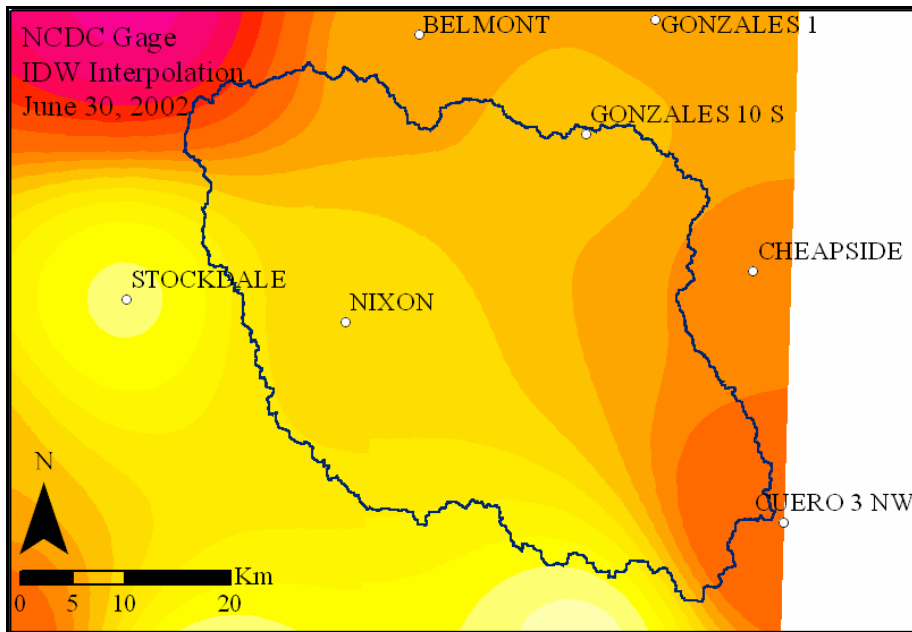 NCDC Gage
IDW Interpolation
June 30, 2002
BELMONT
GONZALES 1
GONZALES 10 S
CHEAPSIDE
STOCKDALE
NIXON
CUERO 3 NW
N
Km
0 5 10 20